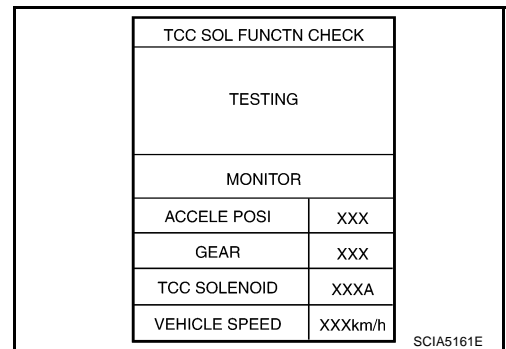 TCC SOL FUNCTN CHECK
TESTING
MONITOR
ACCELE POSI XXX
GEAR XXX
TCC SOLENOID XXXA
VEHICLE SPEED XXXkm/h
SCIA5161E